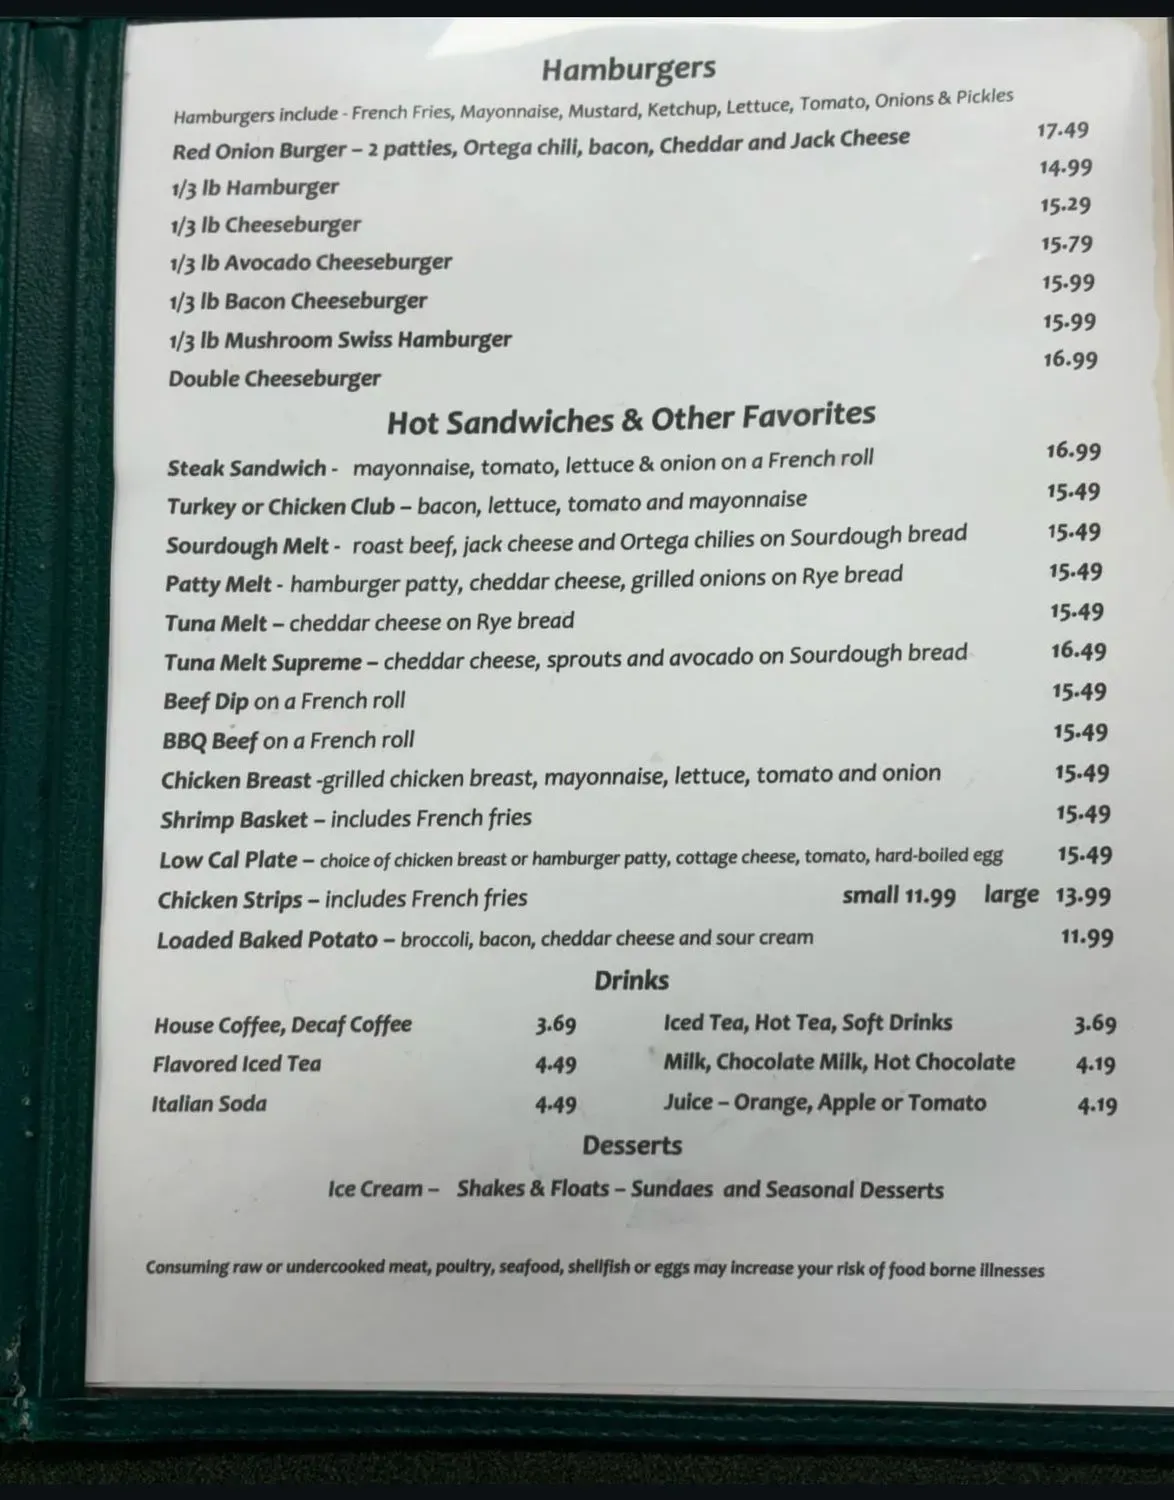 Hamburgers
Hamburgers include - French Fries, Mayonnaise, Mustard, Ketchup, Lettuce, Tomato, Onions & Pickles
Red Onion Burger – 2 patties, Ortega chili, bacon, Cheddar and Jack Cheese 17.49
1/3 lb Hamburger 14.99
1/3 lb Cheeseburger 15.29
1/3 lb Avocado Cheeseburger 15.79
1/3 lb Bacon Cheeseburger 15.99
1/3 lb Mushroom Swiss Hamburger 15.99
Double Cheeseburger 16.99
Hot Sandwiches & Other Favorites
Steak Sandwich - mayonnaise, tomato, lettuce & onion on a French roll 16.99
Turkey or Chicken Club – bacon, lettuce, tomato and mayonnaise 15.49
Sourdough Melt - roast beef, jack cheese and Ortega chilies on Sourdough bread 15.49
Patty Melt - hamburger patty, cheddar cheese, grilled onions on Rye bread 15.49
Tuna Melt – cheddar cheese on Rye bread 15.49
Tuna Melt Supreme – cheddar cheese, sprouts and avocado on Sourdough bread 16.49
Beef Dip on a French roll 15.49
BBQ Beef on a French roll 15.49
Chicken Breast -grilled chicken breast, mayonnaise, lettuce, tomato and onion 15.49
Shrimp Basket – includes French fries 15.49
Low Cal Plate – choice of chicken breast or hamburger patty, cottage cheese, tomato, hard-boiled egg 15.49
Chicken Strips – includes French fries small 11.99 large 13.99
Loaded Baked Potato – broccoli, bacon, cheddar cheese and sour cream 11.99
Drinks
House Coffee, Decaf Coffee 3.69 Iced Tea, Hot Tea, Soft Drinks 3.69
Flavored Iced Tea 4.49 Milk, Chocolate Milk, Hot Chocolate 4.19
Italian Soda 4.49 Juice – Orange, Apple or Tomato 4.19
Desserts
Ice Cream – Shakes & Floats – Sundaes and Seasonal Desserts
Consuming raw or undercooked meat, poultry, seafood, shellfish or eggs may increase your risk of food borne illnesses